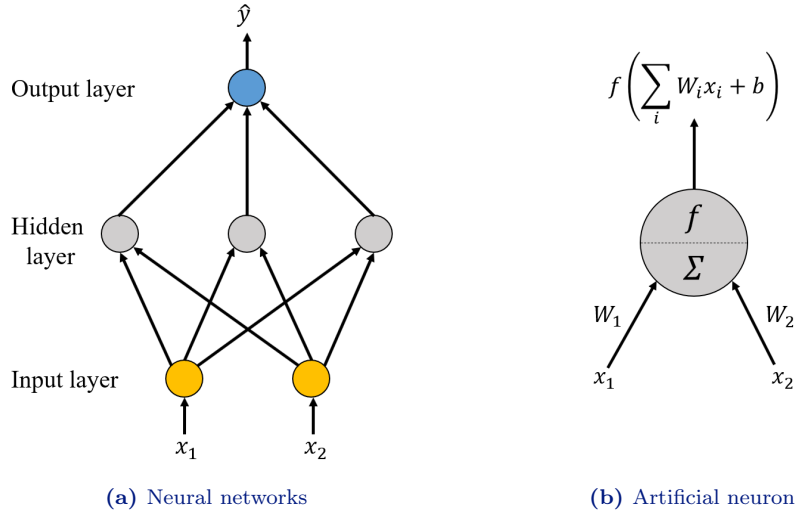 ŷ
Output layer
Hidden
layer
Input layer
x₁ x₂
(a) Neural networks
f(∑ᵢ Wᵢxᵢ + b)
f
Σ
W₁ W₂
x₁ x₂
(b) Artificial neuron